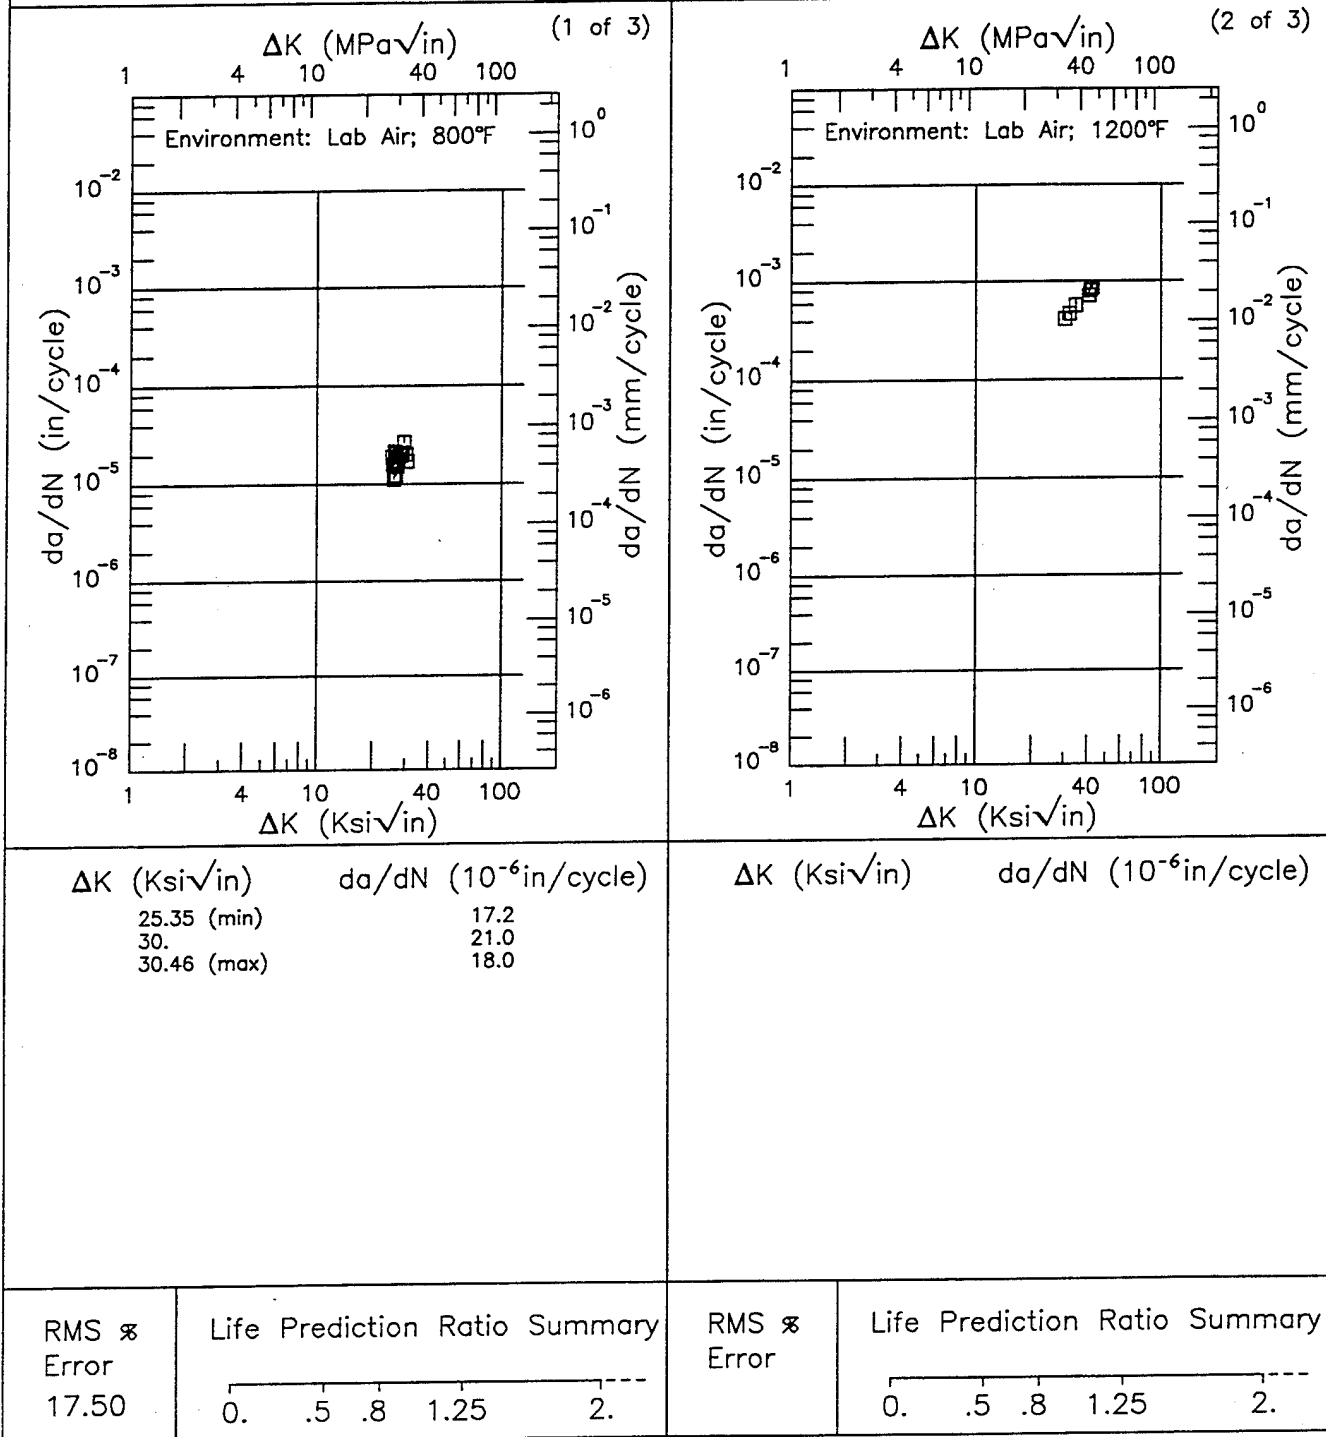 (1 of 3)
ΔK (MPa√in)
1 4 10 40 100
Environment: Lab Air; 800°F
10⁻²
10⁻³
10⁻⁴
10⁻⁵
10⁻⁶
10⁻⁷
10⁻⁸
da/dN (in/cycle)
10⁰
10⁻¹
10⁻²
10⁻³
10⁻⁴
10⁻⁵
10⁻⁶
da/dN (mm/cycle)
1 4 10 40 100
ΔK (Ksi√in)
(2 of 3)
ΔK (MPa√in)
1 4 10 40 100
Environment: Lab Air; 1200°F
10⁻²
10⁻³
10⁻⁴
10⁻⁵
10⁻⁶
10⁻⁷
10⁻⁸
da/dN (in/cycle)
10⁰
10⁻¹
10⁻²
10⁻³
10⁻⁴
10⁻⁵
10⁻⁶
da/dN (mm/cycle)
1 4 10 40 100
ΔK (Ksi√in)
ΔK (Ksi√in) da/dN (10⁻⁶in/cycle)
25.35 (min) 17.2
30. 21.0
30.46 (max) 18.0
ΔK (Ksi√in) da/dN (10⁻⁶in/cycle)
RMS %
Error
17.50
Life Prediction Ratio Summary
0. .5 .8 1.25 2.
RMS %
Error
Life Prediction Ratio Summary
0. .5 .8 1.25 2.